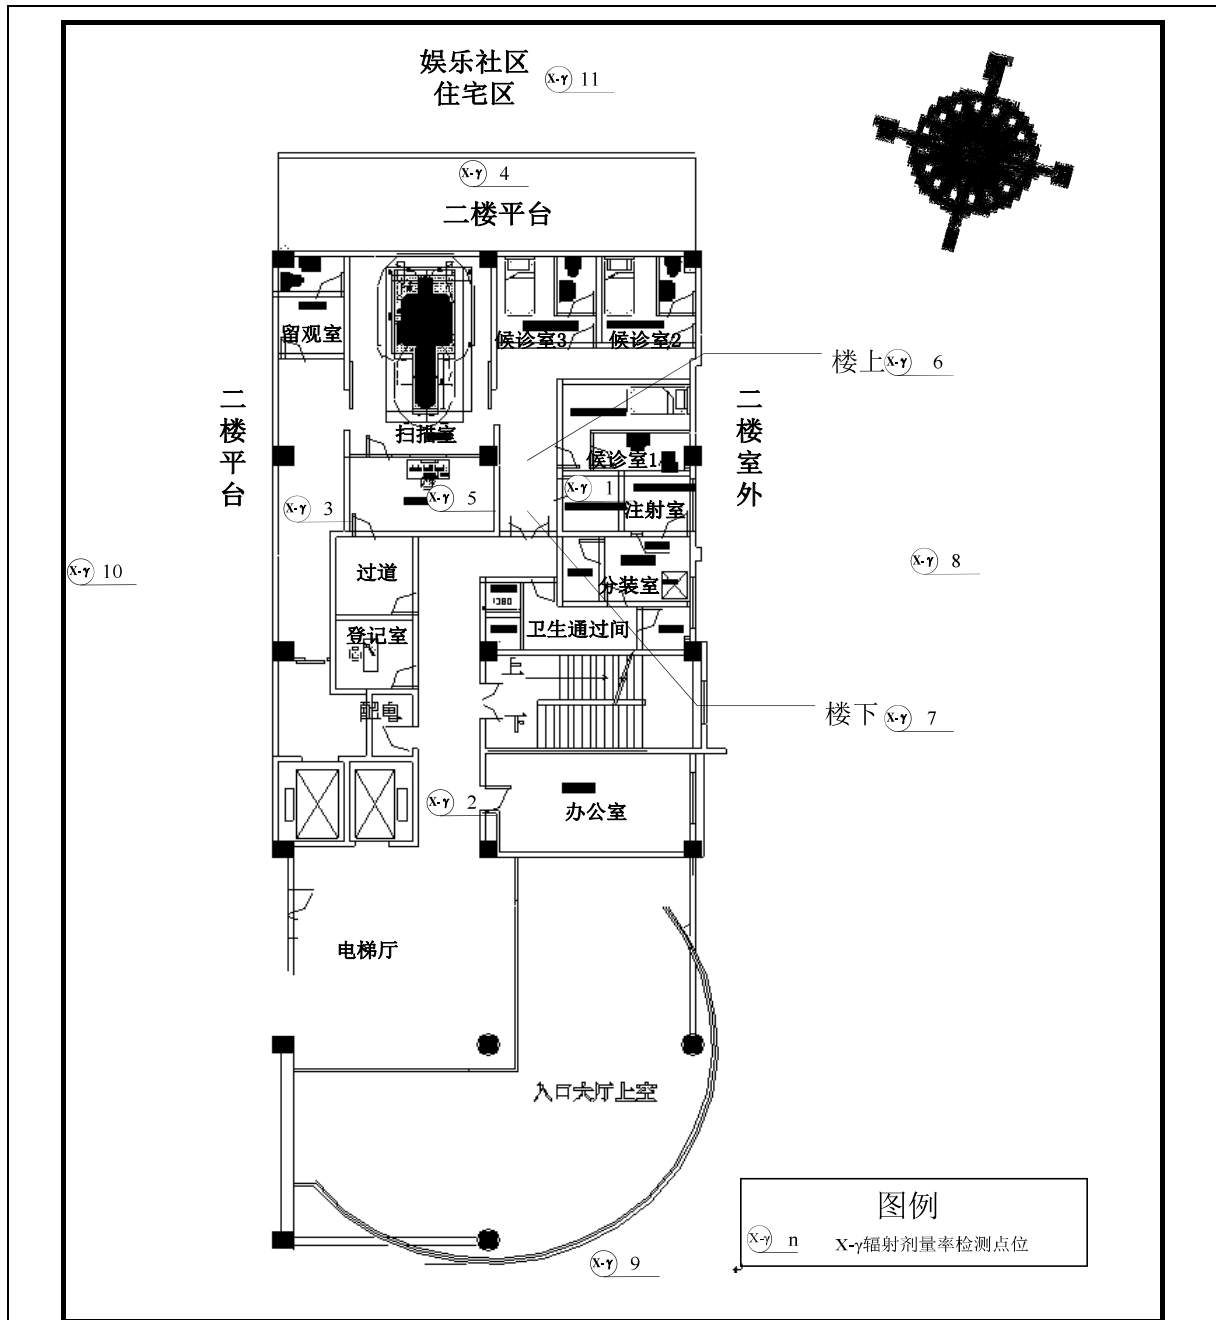 娱乐社区
住宅区
X-γ 11
X-γ 4
二楼平台
留观室
候诊室3
候诊室2
楼上 X-γ 6
二楼平台
扫描室
候诊室1
二楼室外
X-γ 3
X-γ 5
X-γ 1
注射室
X-γ 10
过道
分装室
X-γ 8
登记室
卫生通过间
上
配电
下
楼下 X-γ 7
X-γ 2
办公室
电梯厅
入口大厅上空
图例
X-γ n X-γ辐射剂量率检测点位
X-γ 9